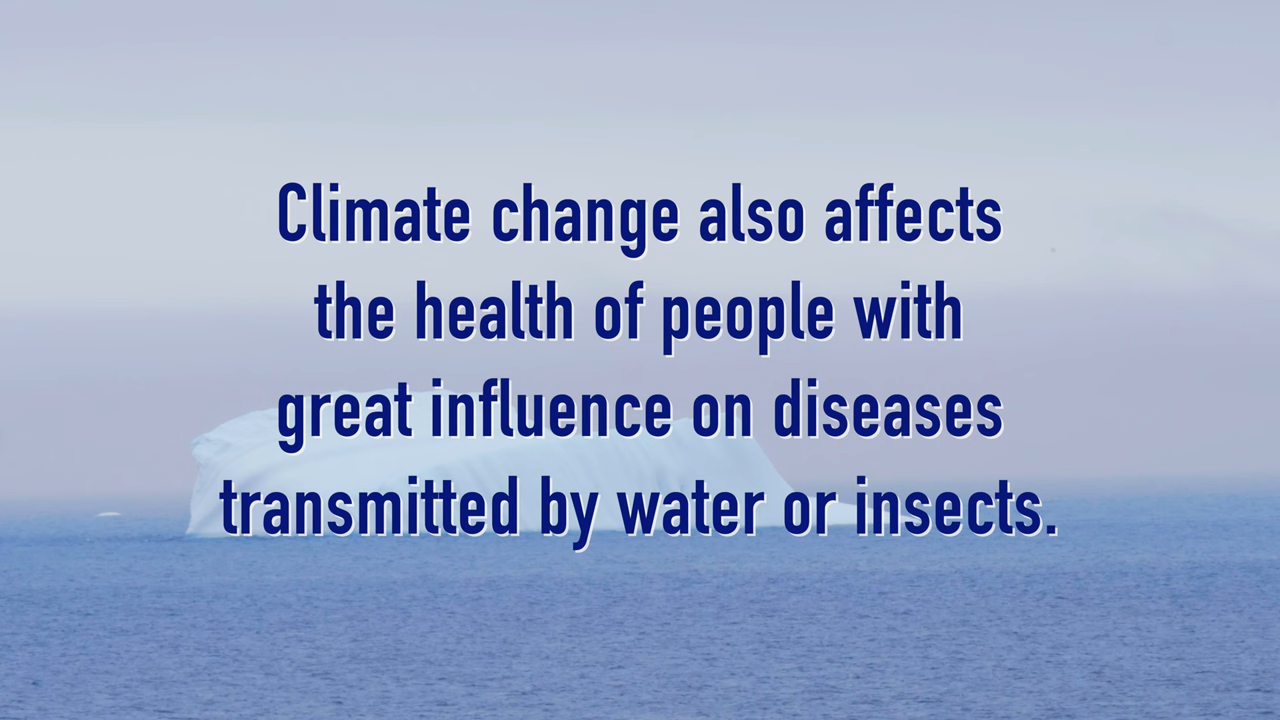 Climate change also affects
the health of people with
great influence on diseases
transmitted by water or insects.